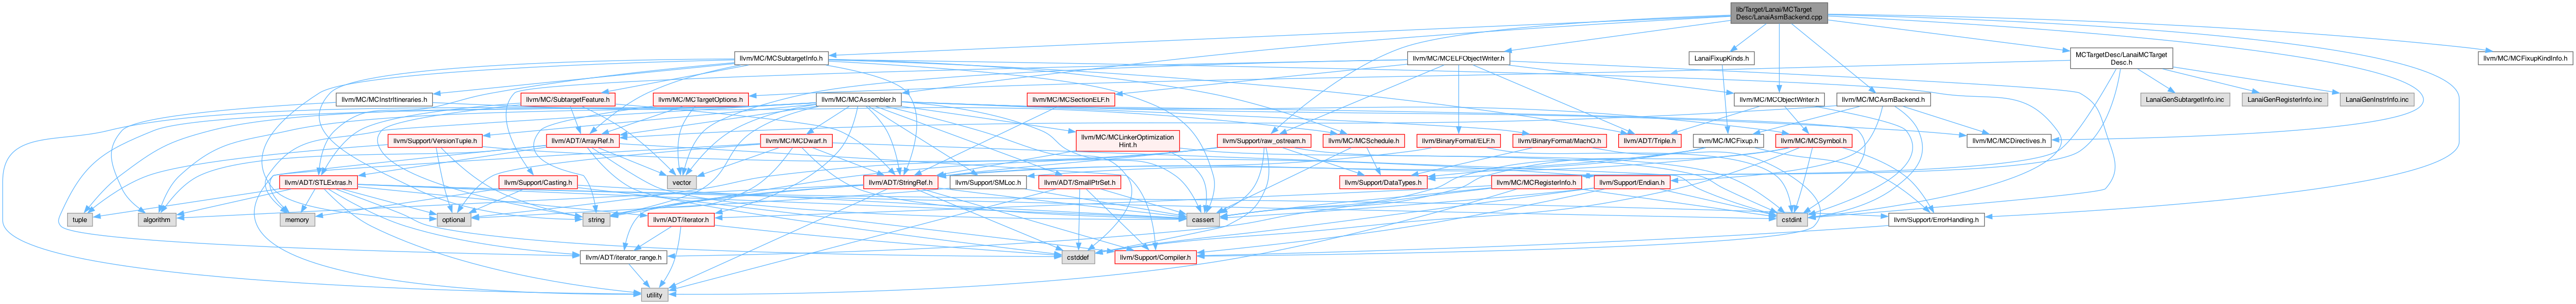 lib/Target/Lanai/MCTarget
Desc/LanaiAsmBackend.cpp
llvm/MC/MCSubtargetInfo.h
llvm/MC/MCELFObjectWriter.h
LanaiFixupKinds.h
MCTargetDesc/LanaiMCTarget
Desc.h
llvm/MC/MCFixupKindInfo.h
llvm/MC/MCInstrItineraries.h
llvm/MC/SubtargetFeature.h
llvm/MC/MCTargetOptions.h
llvm/MC/MCAssembler.h
llvm/MC/MCSectionELF.h
llvm/MC/MCObjectWriter.h
llvm/MC/MCAsmBackend.h
LanaiGenSubtargetInfo.inc
LanaiGenRegisterInfo.inc
LanaiGenInstrInfo.inc
llvm/Support/VersionTuple.h
llvm/ADT/ArrayRef.h
llvm/MC/MCDwarf.h
llvm/MC/MCLinkerOptimization
Hint.h
llvm/Support/raw_ostream.h
llvm/MC/MCSchedule.h
llvm/BinaryFormat/ELF.h
llvm/BinaryFormat/MachO.h
llvm/ADT/Triple.h
llvm/MC/MCFixup.h
llvm/MC/MCSymbol.h
llvm/MC/MCDirectives.h
llvm/ADT/STLExtras.h
llvm/Support/Casting.h
vector
llvm/ADT/StringRef.h
llvm/Support/SMLoc.h
llvm/ADT/SmallPtrSet.h
llvm/Support/DataTypes.h
llvm/MC/MCRegisterInfo.h
llvm/Support/Endian.h
tuple
algorithm
memory
optional
string
llvm/ADT/iterator.h
cassert
cstdint
llvm/Support/ErrorHandling.h
llvm/ADT/iterator_range.h
cstddef
llvm/Support/Compiler.h
utility